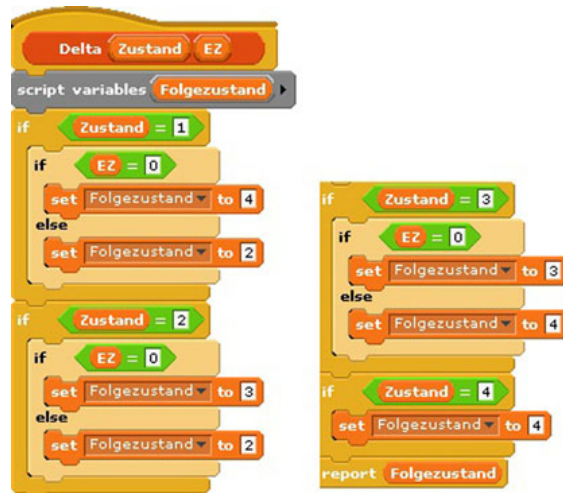 Delta Zustand EZ
script variables Folgezustand
if Zustand = 1
if EZ = 0
set Folgezustand to 4
else
set Folgezustand to 2
if Zustand = 2
if EZ = 0
set Folgezustand to 3
else
set Folgezustand to 2
if Zustand = 3
if EZ = 0
set Folgezustand to 3
else
set Folgezustand to 4
if Zustand = 4
set Folgezustand to 4
report Folgezustand